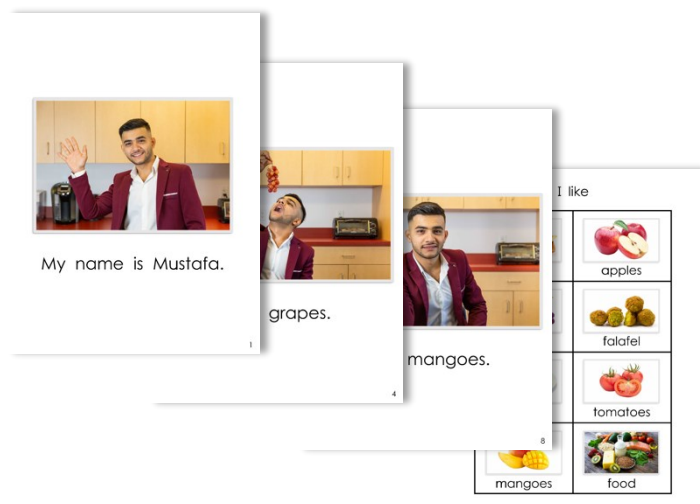 My name is Mustafa.
1
grapes.
4
mangoes.
8
I like
apples
falafel
tomatoes
mangoes
food